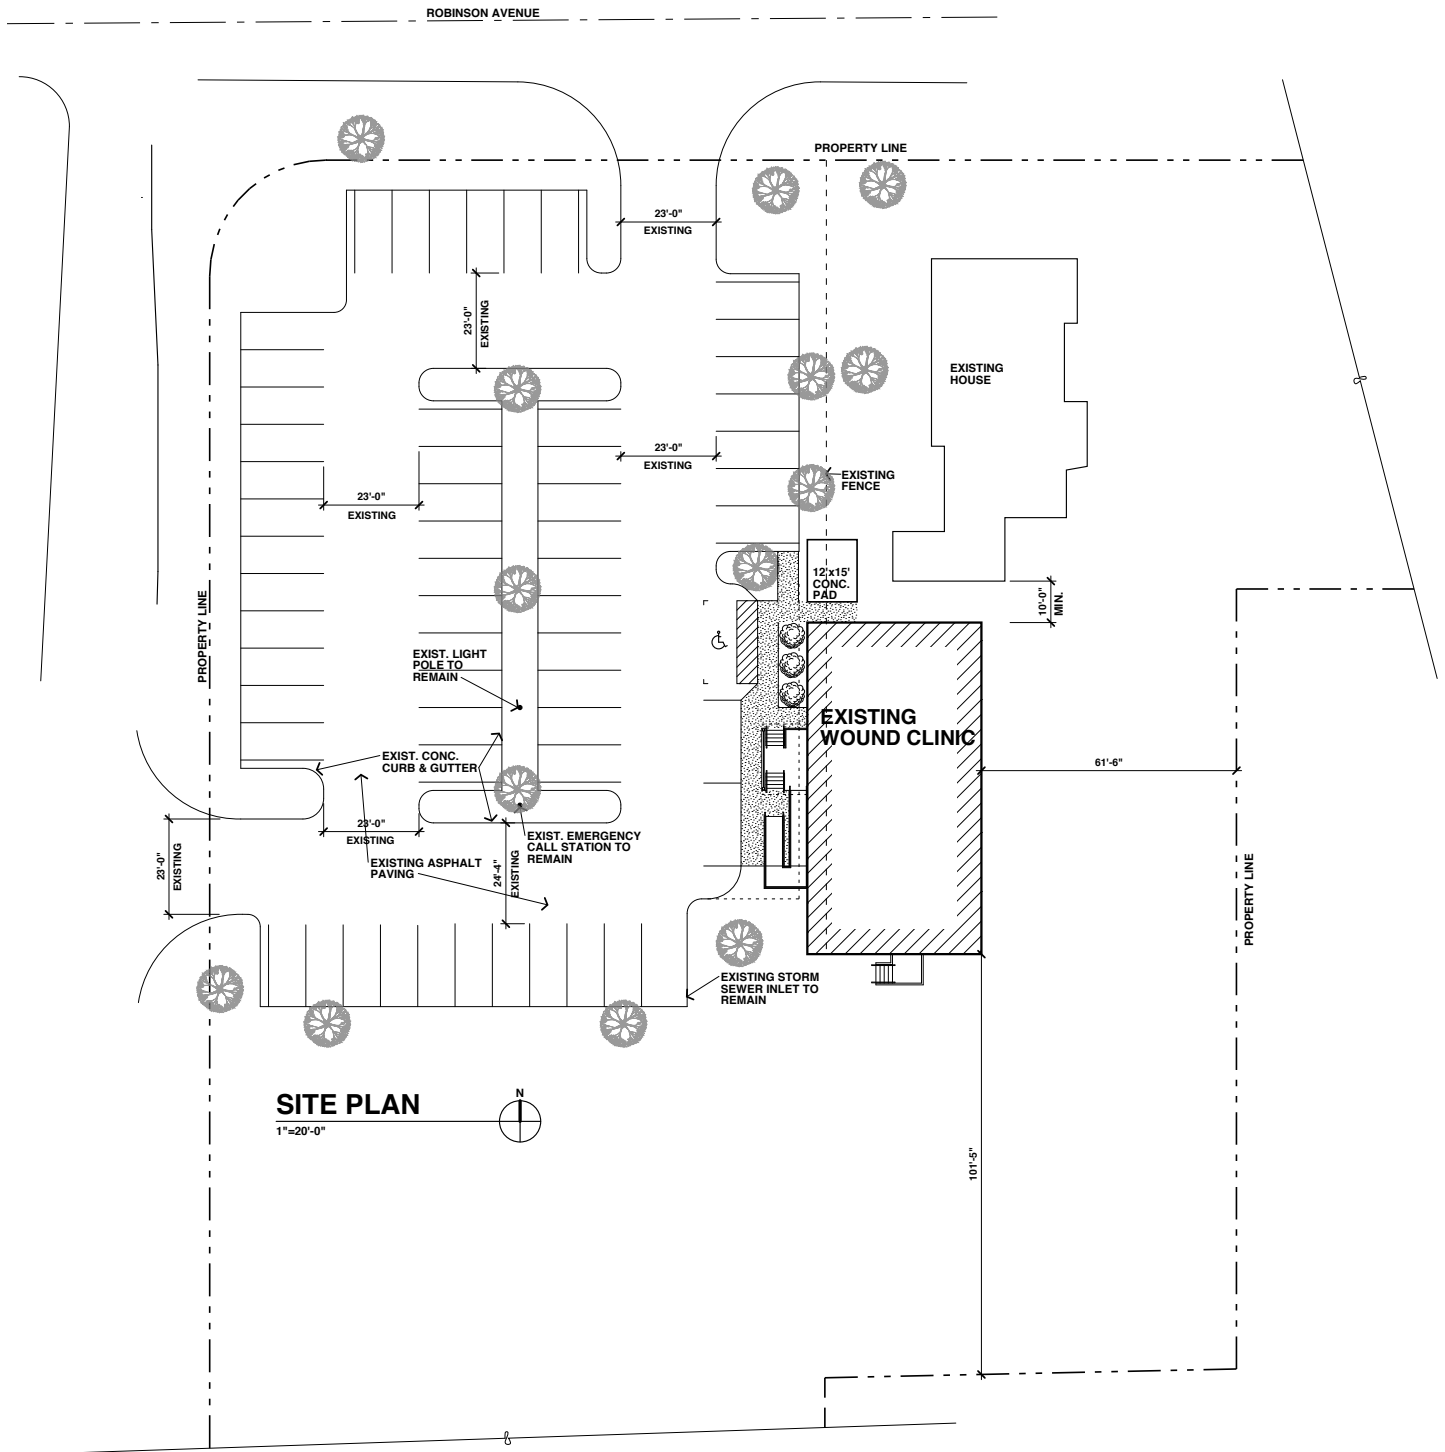 ROBINSON AVENUE
PROPERTY LINE
23'-0"
EXISTING
23'-0"
EXISTING
EXISTING
HOUSE
23'-0"
EXISTING
EXISTING
FENCE
23'-0"
EXISTING
12'x15'
CONC.
PAD
10'-0"
MIN.
PROPERTY LINE
EXIST. LIGHT
POLE TO
REMAIN
EXISTING
WOUND CLINIC
EXIST. CONC.
CURB & GUTTER
61'-6"
23'-0"
EXISTING
EXIST. EMERGENCY
CALL STATION TO
REMAIN
23'-0"
EXISTING
EXISTING ASPHALT
PAVING
24'-4"
EXISTING
PROPERTY LINE
EXISTING STORM
SEWER INLET TO
REMAIN
SITE PLAN
N
1"=20'-0"
101'-5"